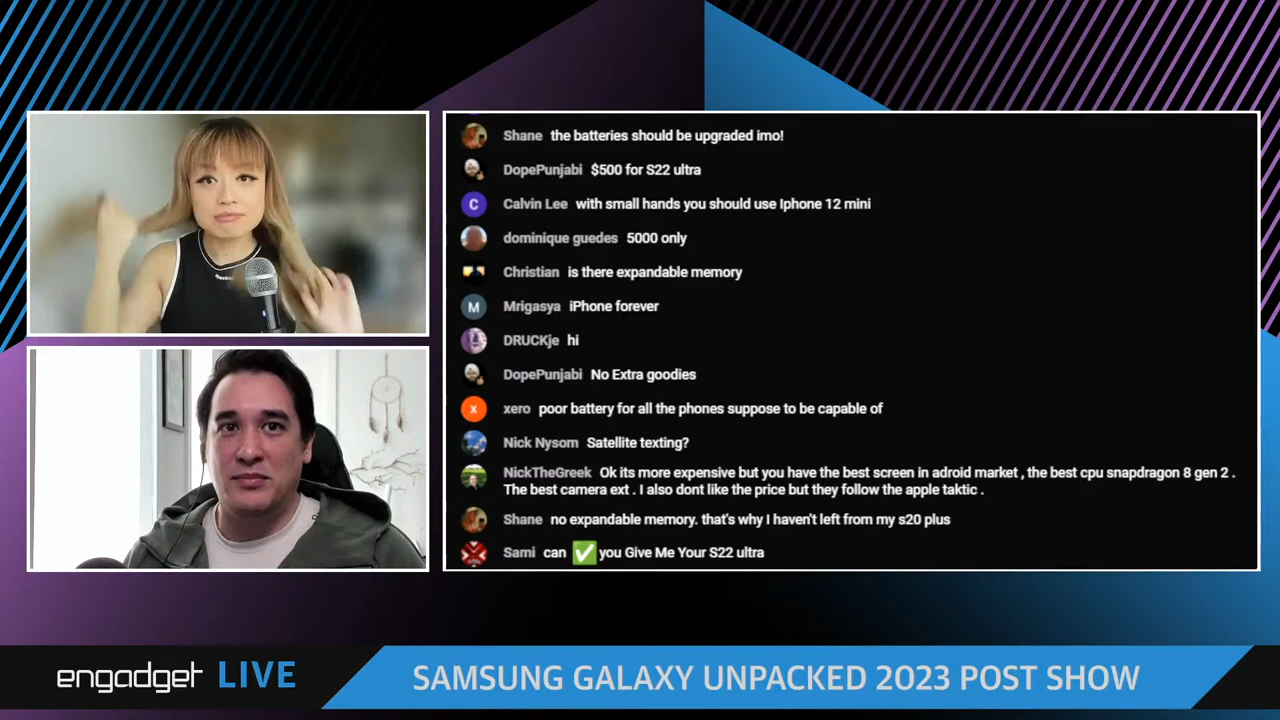 Shane the batteries should be upgraded imo!
DopePunjabi $500 for S22 ultra
C Calvin Lee with small hands you should use Iphone 12 mini
dominique guedes 5000 only
Christian is there expandable memory
M Mrigasya iPhone forever
DRUCKje hi
DopePunjabi No Extra goodies
x xero poor battery for all the phones suppose to be capable of
Nick Nysom Satellite texting?
NickTheGreek Ok its more expensive but you have the best screen in adroid market , the best cpu snapdragon 8 gen 2 .
The best camera ext . I also dont like the price but they follow the apple taktic .
Shane no expandable memory. that's why I haven't left from my s20 plus
Sami can ✅ you Give Me Your S22 ultra
engadget LIVE
SAMSUNG GALAXY UNPACKED 2023 POST SHOW